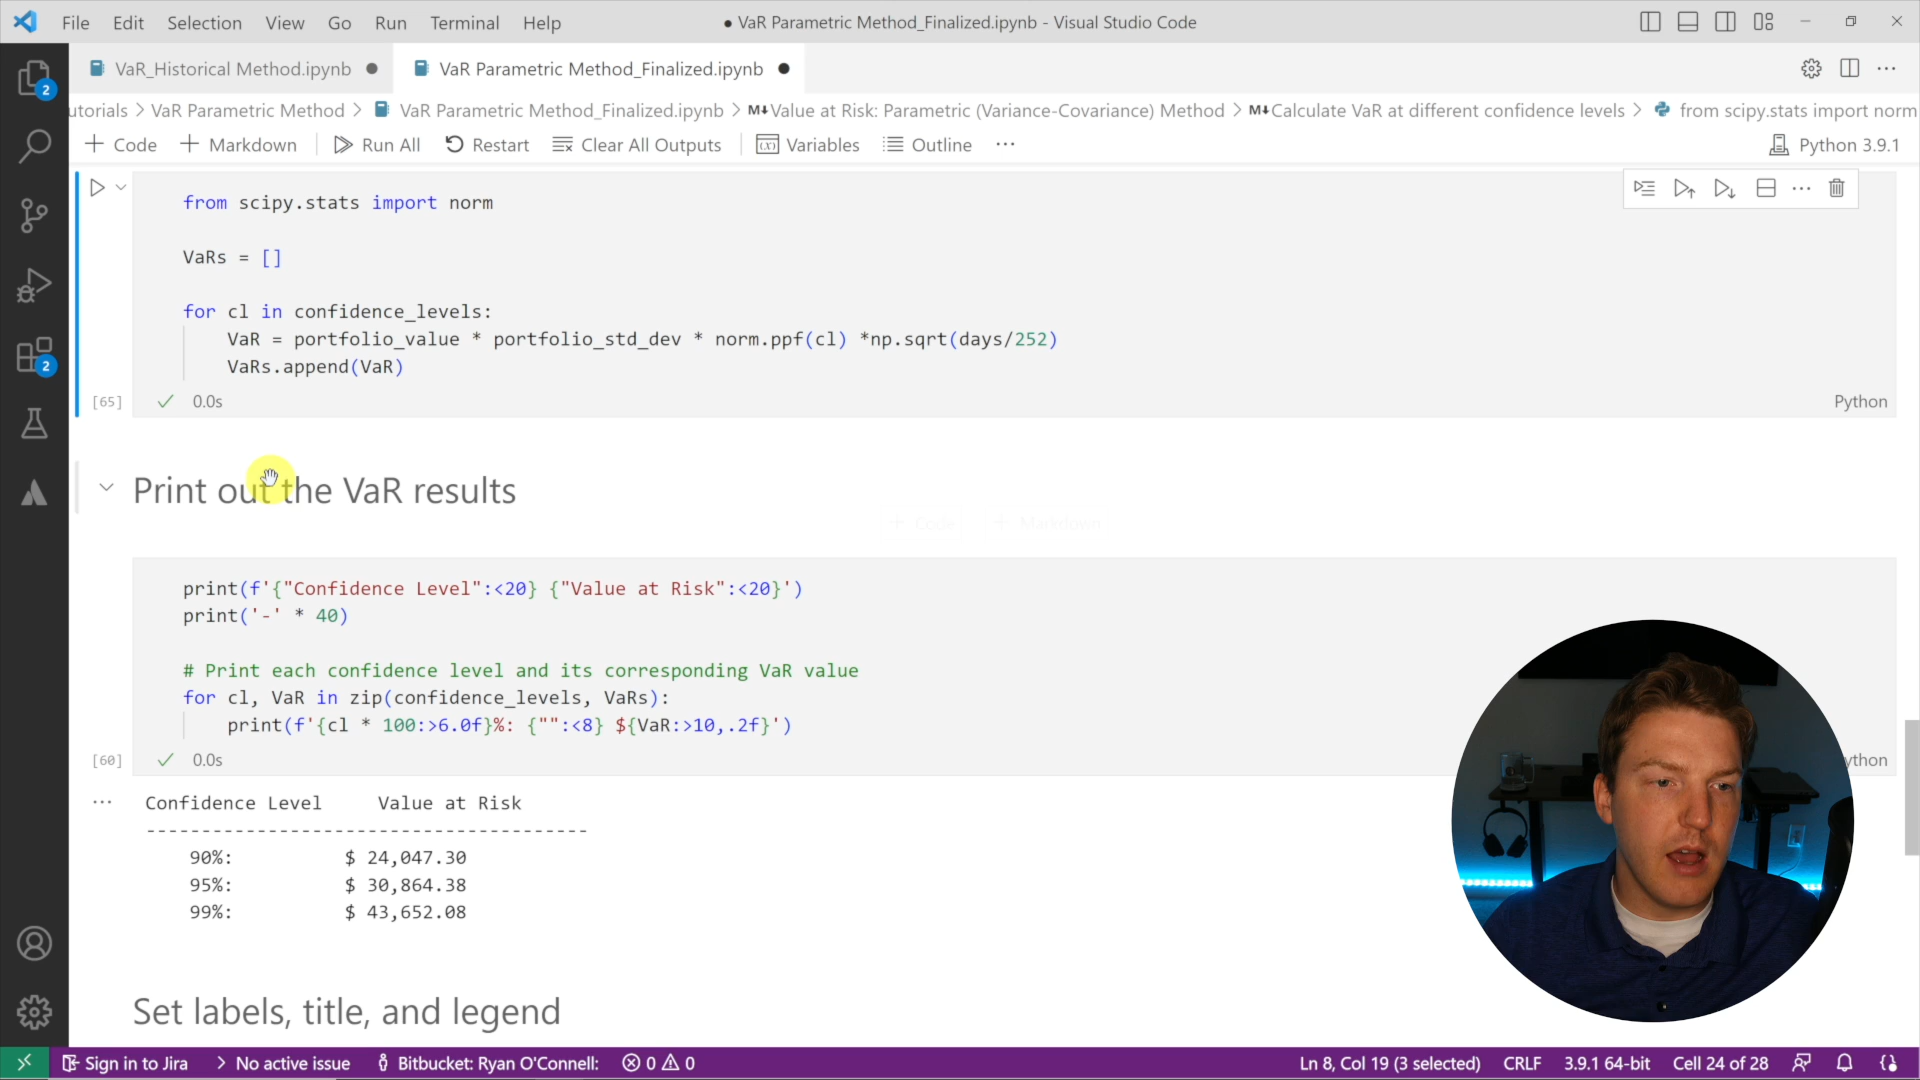 File Edit Selection View Go Run Terminal Help ● VaR Parametric Method_Finalized.ipynb - Visual Studio Code
VaR_Historical Method.ipynb ● VaR Parametric Method_Finalized.ipynb ●
utorials > VaR Parametric Method > VaR Parametric Method_Finalized.ipynb > M↓Value at Risk: Parametric (Variance-Covariance) Method > M↓Calculate VaR at different confidence levels > from scipy.stats import norm
+ Code + Markdown Run All Restart Clear All Outputs Variables Outline ··· Python 3.9.1
2
from scipy.stats import norm
VaRs = []
for cl in confidence_levels:
VaR = portfolio_value * portfolio_std_dev * norm.ppf(cl) *np.sqrt(days/252)
VaRs.append(VaR)
2
[65] 0.0s Python
Print out the VaR results
+ Code + Markdown
print(f'{"Confidence Level":<20} {"Value at Risk":<20}')
print('-' * 40)
# Print each confidence level and its corresponding VaR value
for cl, VaR in zip(confidence_levels, VaRs):
print(f'{cl * 100:>6.0f}%: {"":<8} ${VaR:>10,.2f}')
[60] 0.0s ython
··· Confidence Level Value at Risk
----------------------------------------
90%: $ 24,047.30
95%: $ 30,864.38
99%: $ 43,652.08
Set labels, title, and legend
Sign in to Jira > No active issue Bitbucket: Ryan O'Connell: 0 0 Ln 8, Col 19 (3 selected) CRLF 3.9.1 64-bit Cell 24 of 28